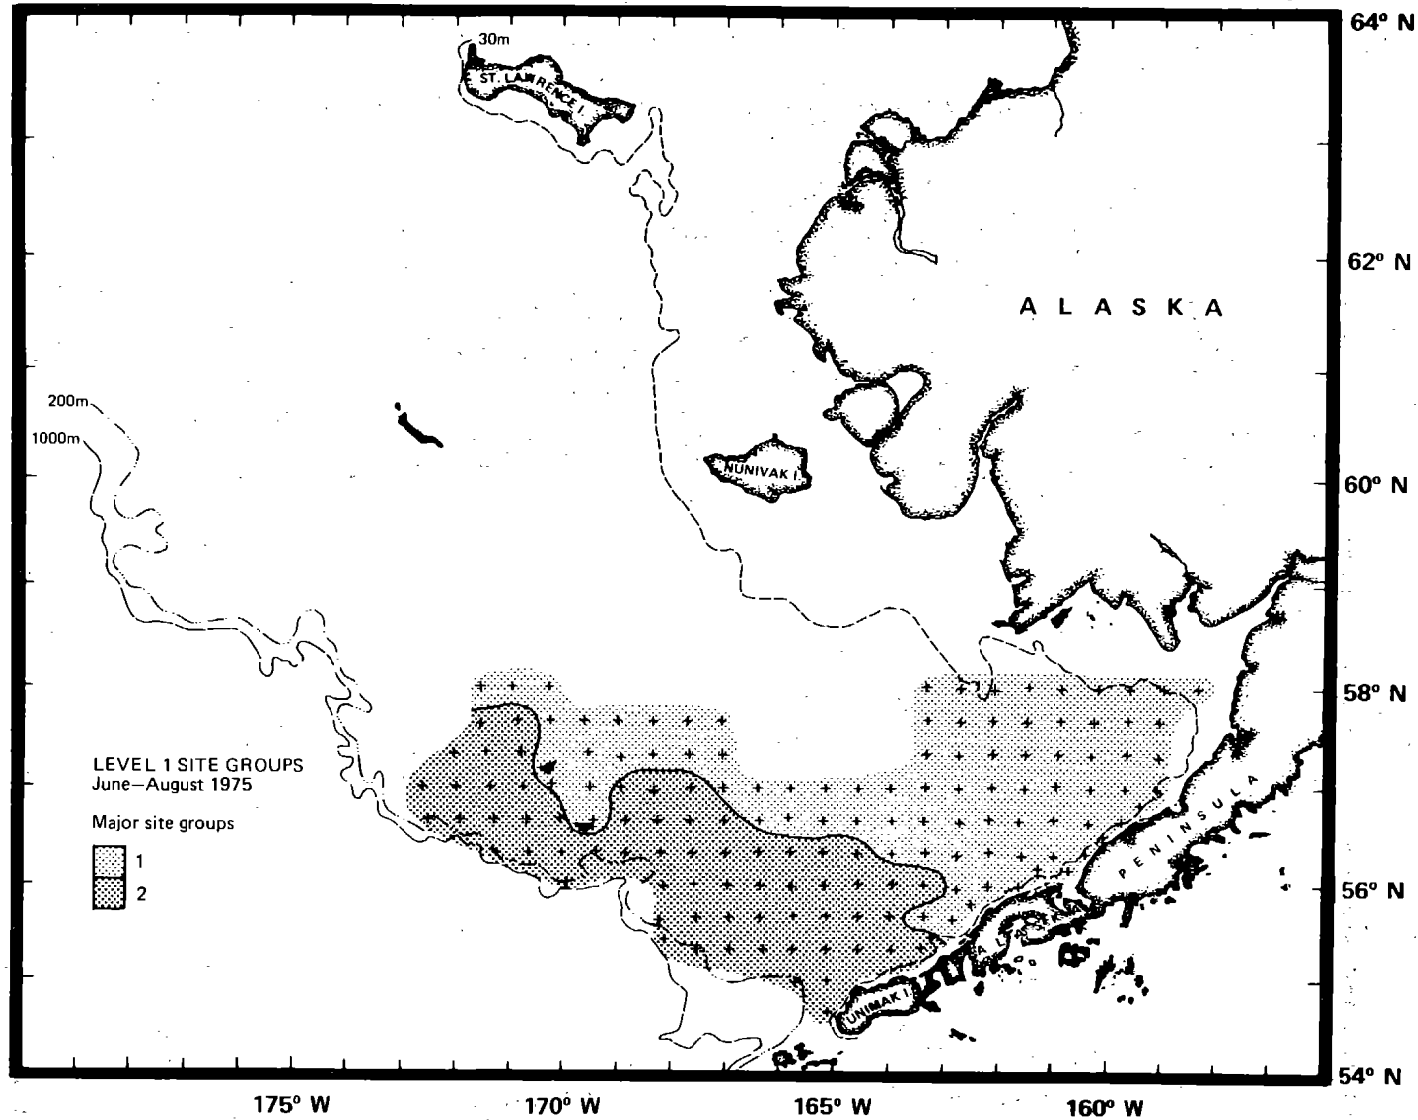 64° N
30m
ST. LAWRENCE I.
62° N
ALASKA
200m
1000m
NUNIVAK I.
60° N
58° N
LEVEL 1 SITE GROUPS
June–August 1975
Major site groups
1
2
PENINSULA
56° N
ALASKA
UNIMAK I.
54° N
175° W
170° W
165° W
160° W